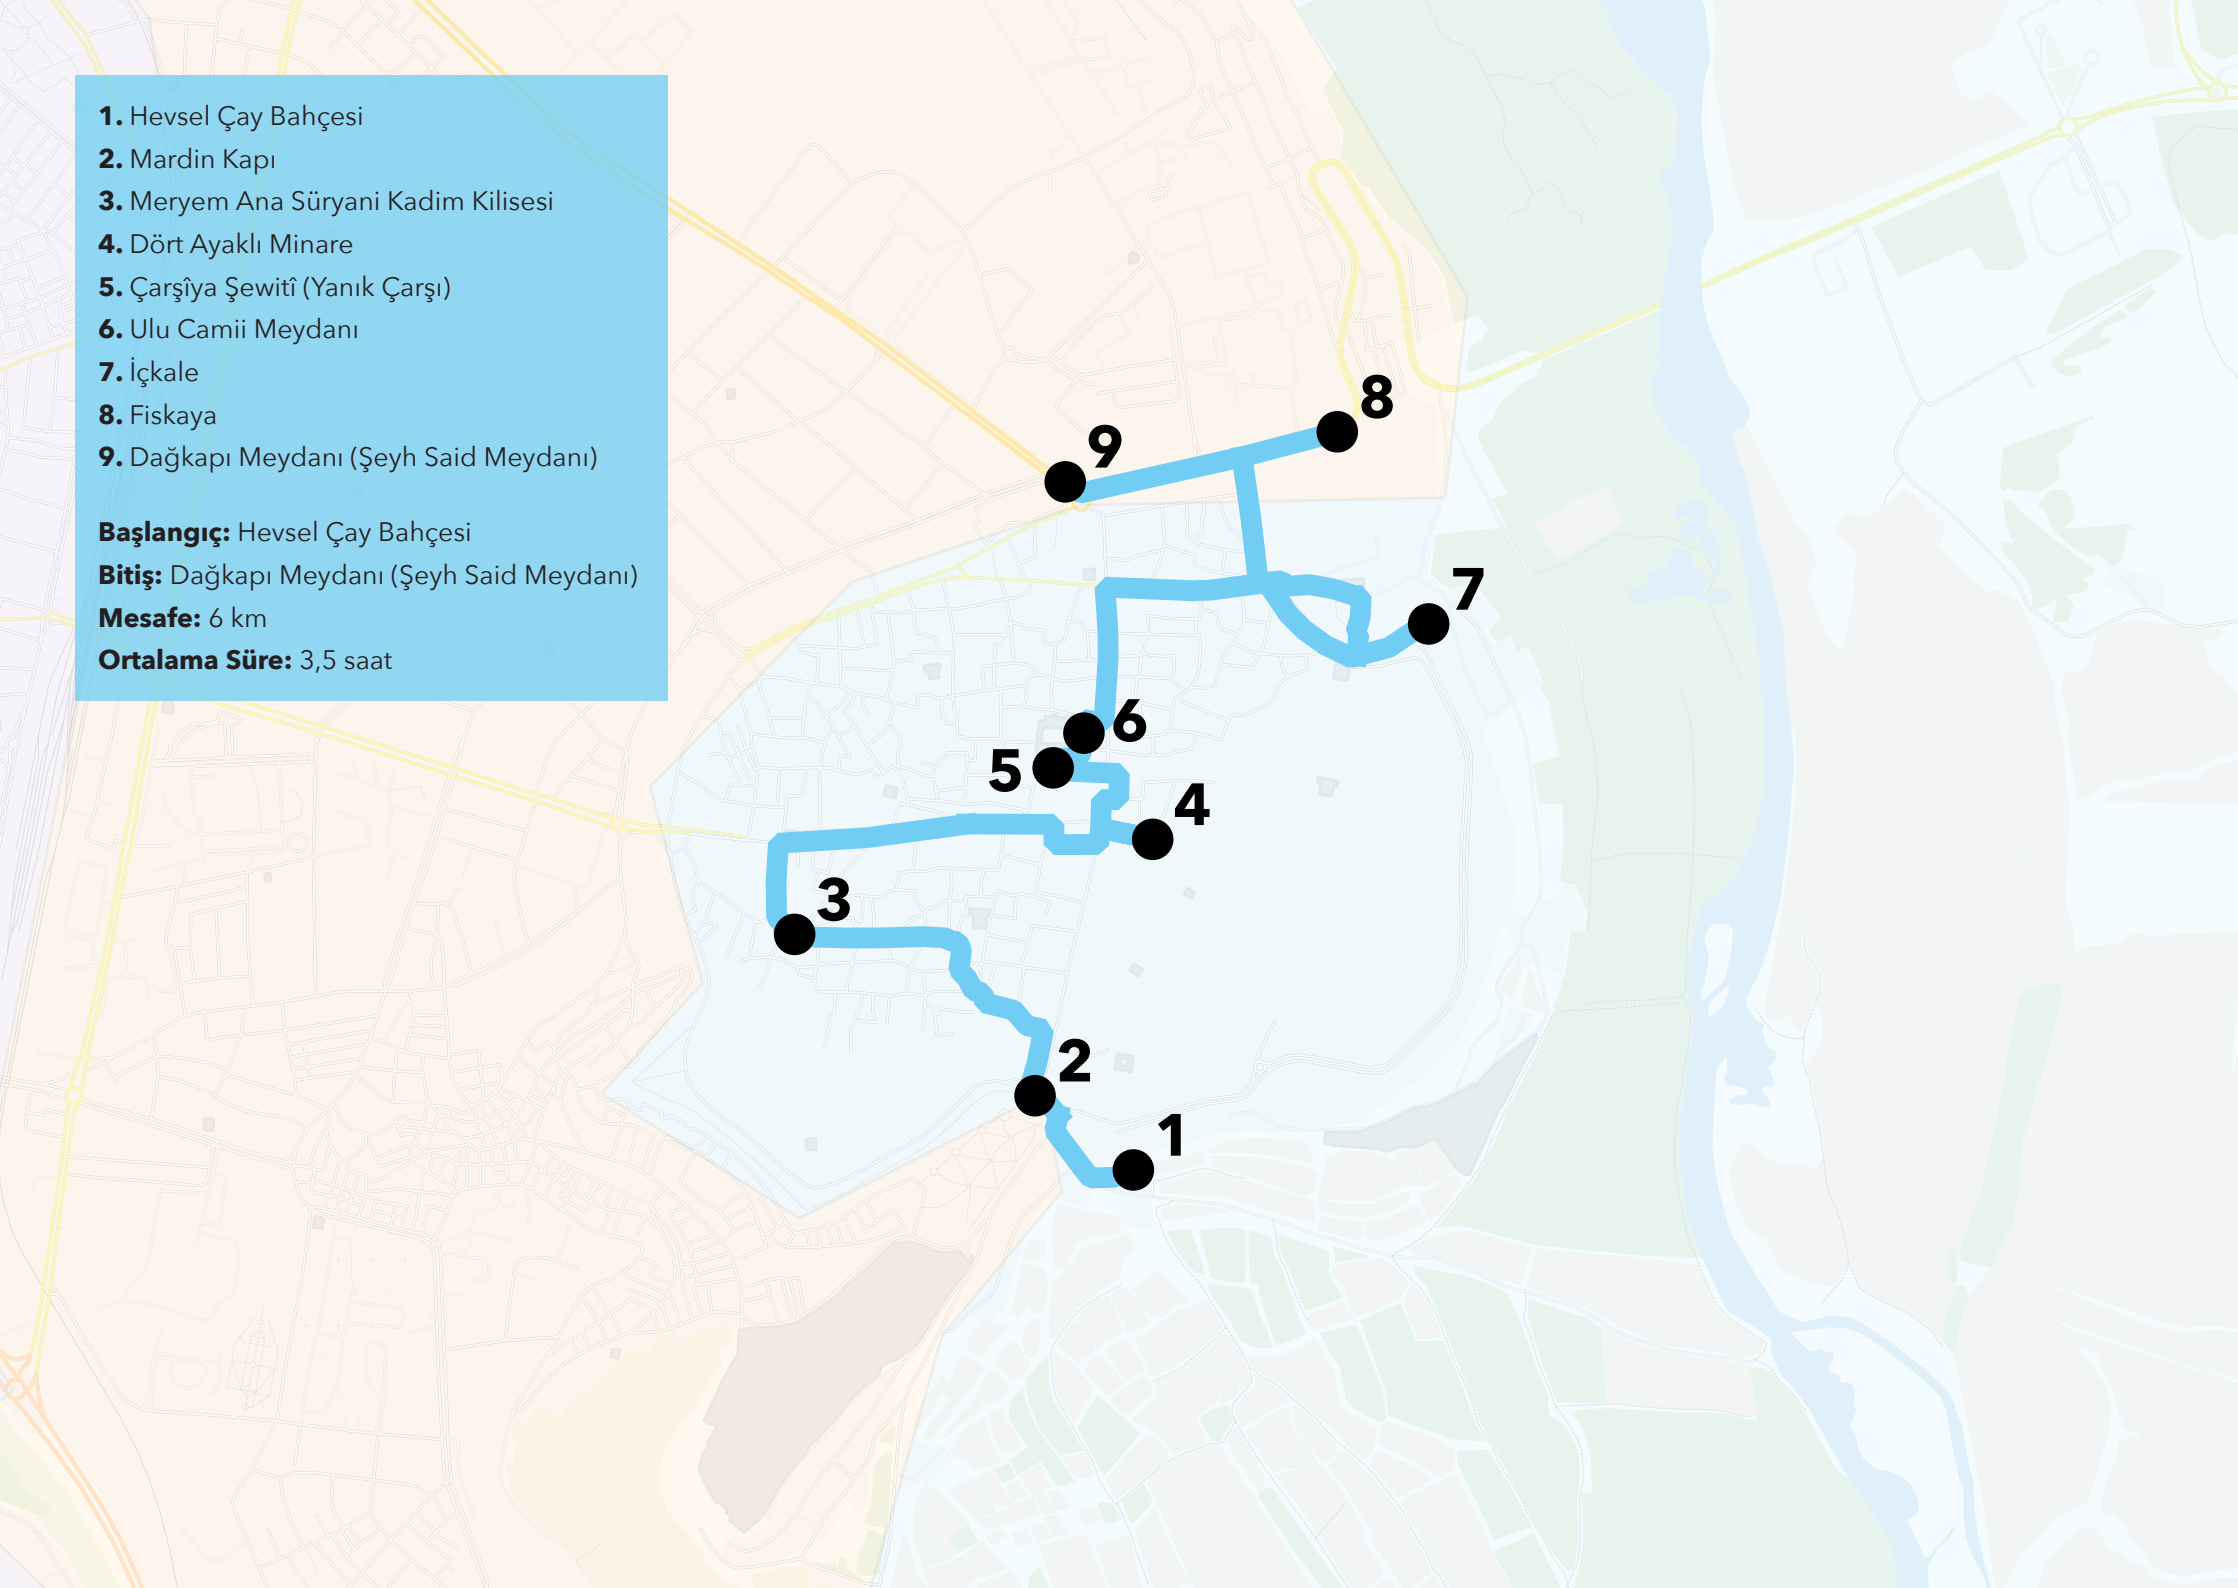 1. Hevsel Çay Bahçesi
2. Mardin Kapı
3. Meryem Ana Süryani Kadim Kilisesi
4. Dört Ayaklı Minare
5. Çarşîya Şewitî (Yanık Çarşı)
6. Ulu Camii Meydanı
7. İçkale
8. Fiskaya
9. Dağkapı Meydanı (Şeyh Said Meydanı)
Başlangıç: Hevsel Çay Bahçesi
Bitiş: Dağkapı Meydanı (Şeyh Said Meydanı)
Mesafe: 6 km
Ortalama Süre: 3,5 saat
8
9
7
6
5
4
3
2
1